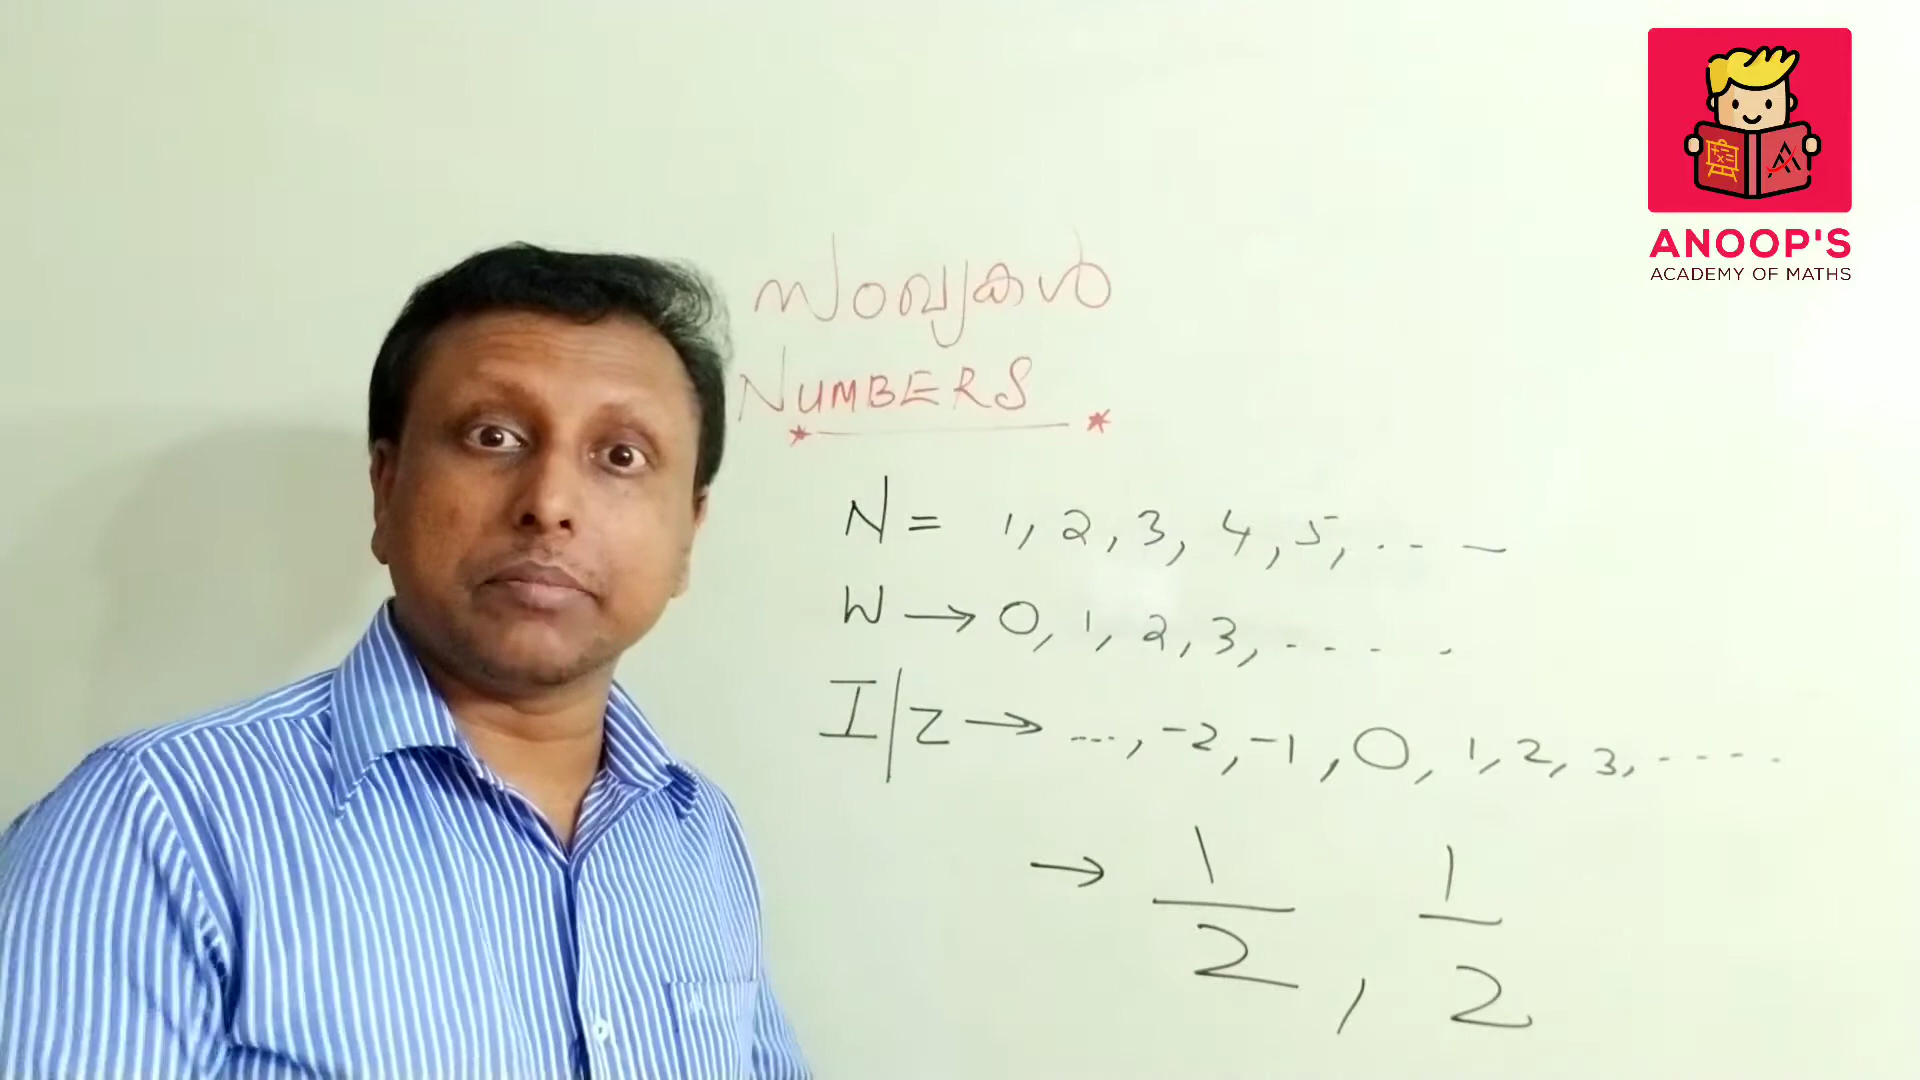 ANOOP'S
ACADEMY OF MATHS
സംഖ്യകൾ
NUMBERS
N = 1, 2, 3, 4, 5, ...
W → 0, 1, 2, 3, .....
I/Z → ..., -2, -1, 0, 1, 2, 3, .....
→ 1/2, 1/2